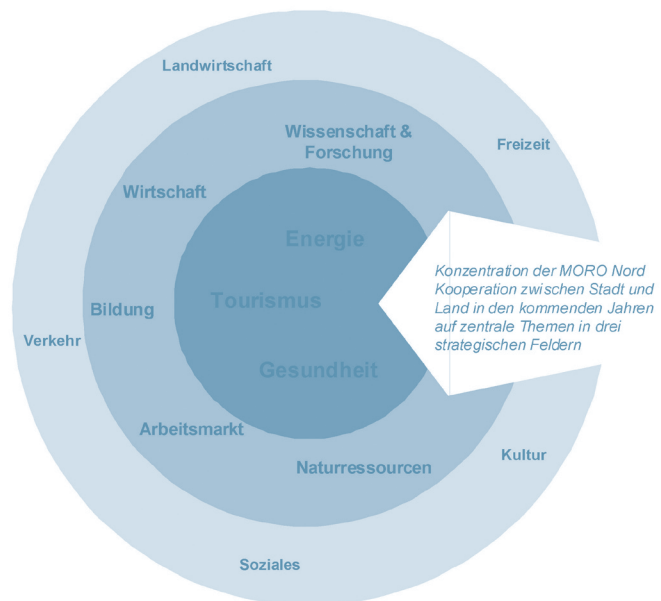 Landwirtschaft
Wissenschaft &
Forschung
Freizeit
Wirtschaft
Energie
Konzentration der MORO Nord
Kooperation zwischen Stadt und
Land in den kommenden Jahren
auf zentrale Themen in drei
strategischen Feldern
Tourismus
Bildung
Verkehr
Gesundheit
Arbeitsmarkt
Kultur
Naturressourcen
Soziales